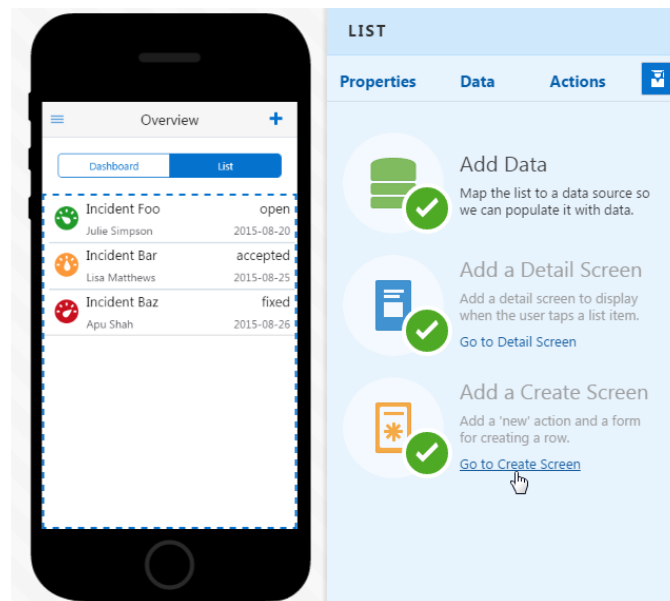 Overview
Dashboard
List
Incident Foo
open
Julie Simpson
2015-08-20
Incident Bar
accepted
Lisa Matthews
2015-08-25
Incident Baz
fixed
Apu Shah
2015-08-26
LIST
Properties
Data
Actions
Add Data
Map the list to a data source so
we can populate it with data.
Add a Detail Screen
Add a detail screen to display
when the user taps a list item.
Go to Detail Screen
Add a Create Screen
Add a 'new' action and a form
for creating a row.
Go to Create Screen